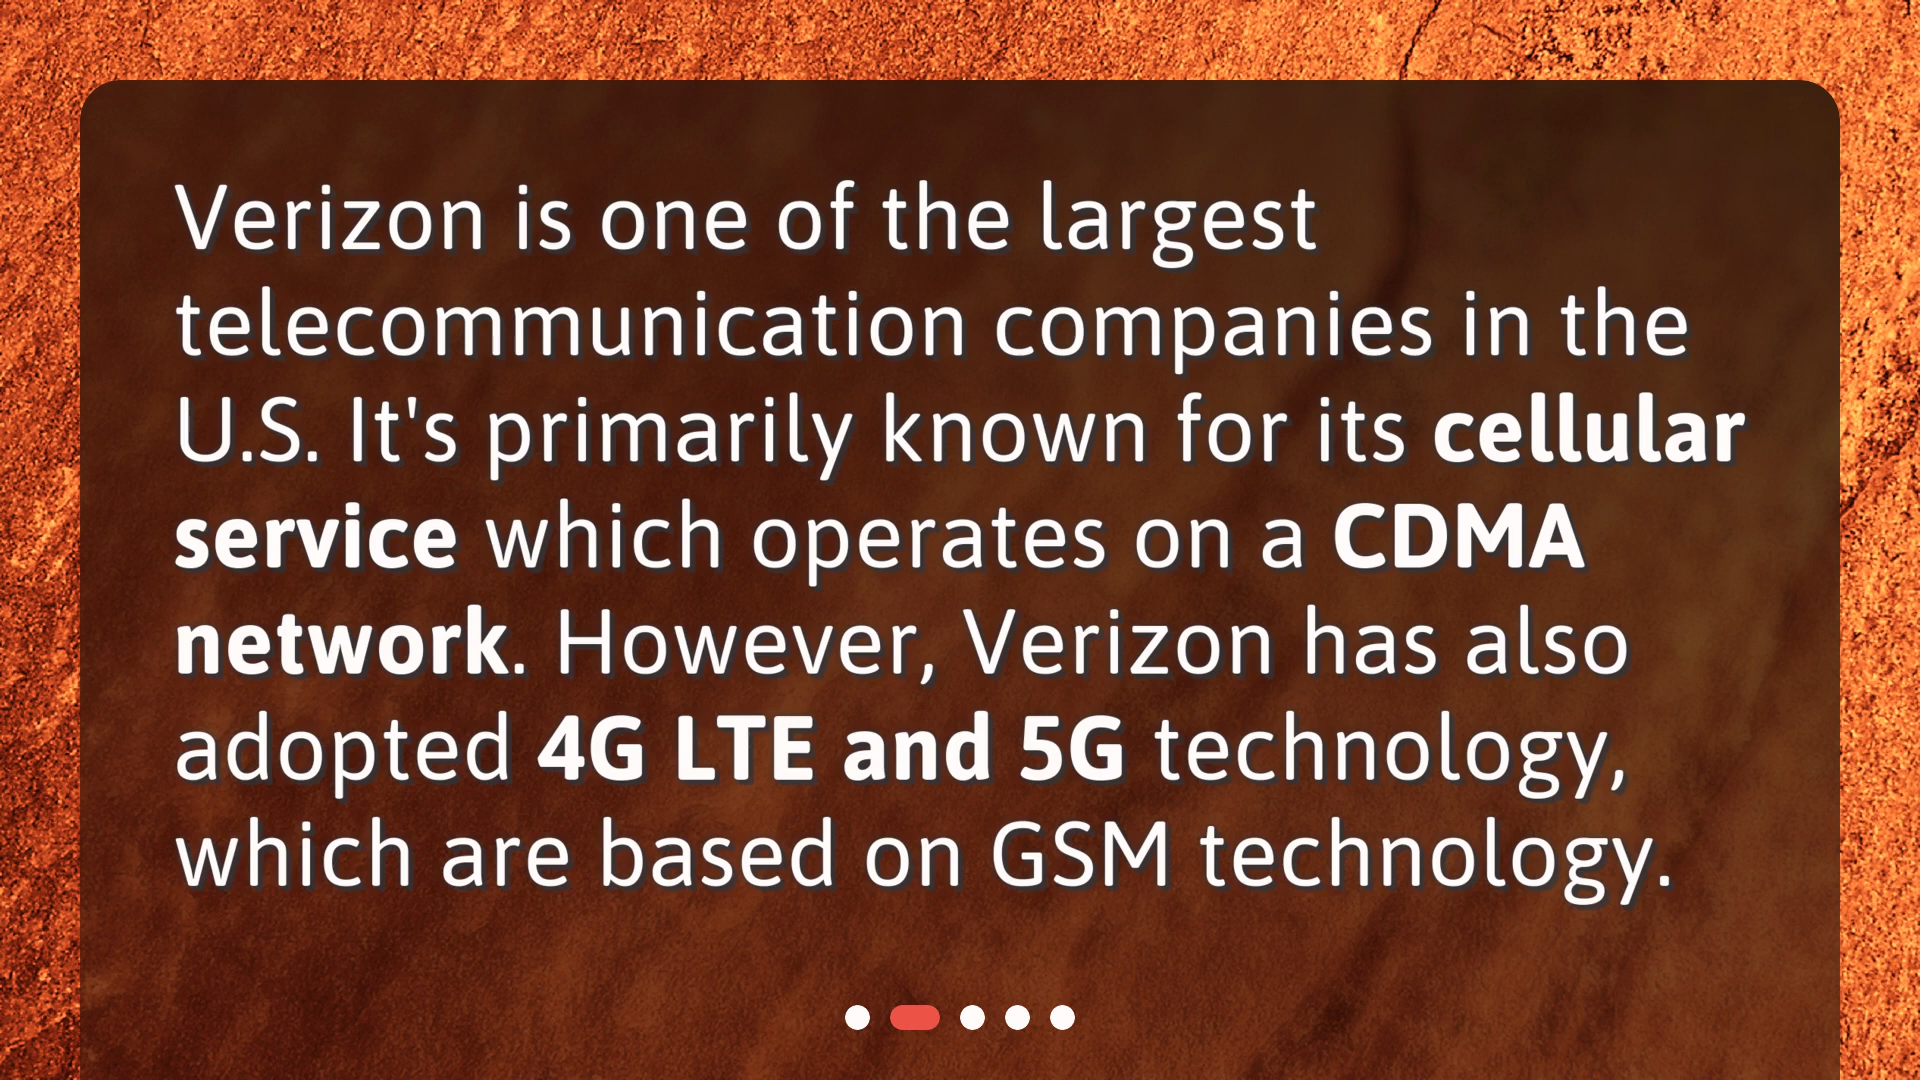 Verizon is one of the largest
telecommunication companies in the
U.S. It's primarily known for its cellular
service which operates on a CDMA
network. However, Verizon has also
adopted 4G LTE and 5G technology,
which are based on GSM technology.